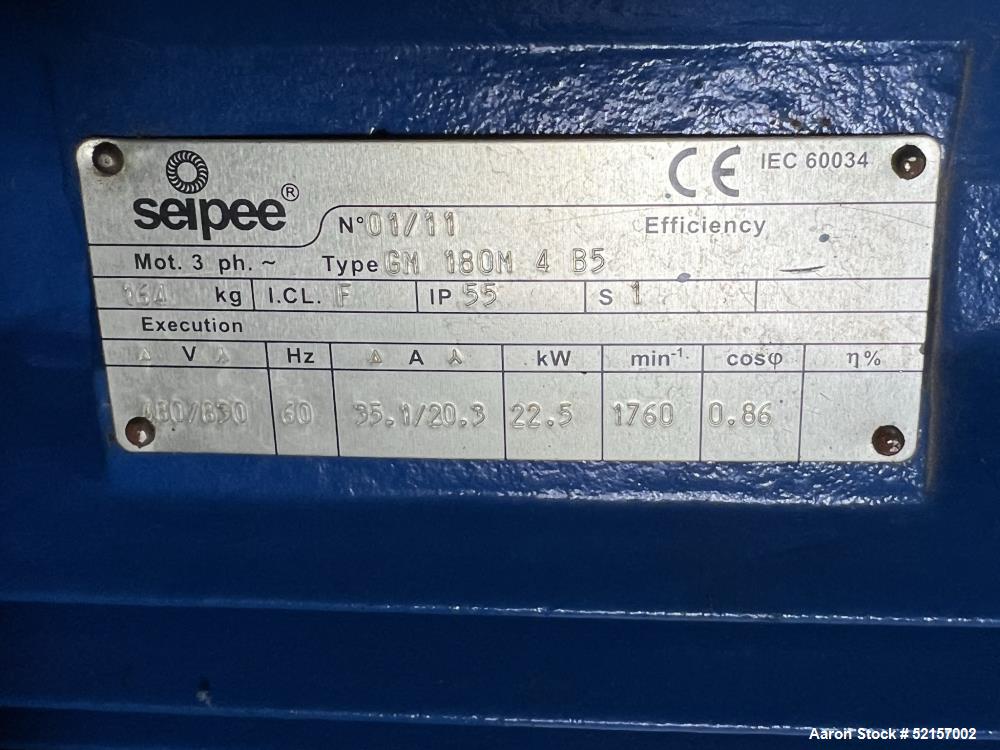 CE IEC 60034
seipee®
N° 01/11 Efficiency
Mot. 3 ph. ~ Type GM 180M 4 B5
164 kg I.CL. F IP 55 S 1
Execution
Δ V Y Hz Δ A Y kW min⁻¹ cosφ η%
480/830 60 35.1/20.3 22.5 1760 0.86
Aaron Stock # 52157002